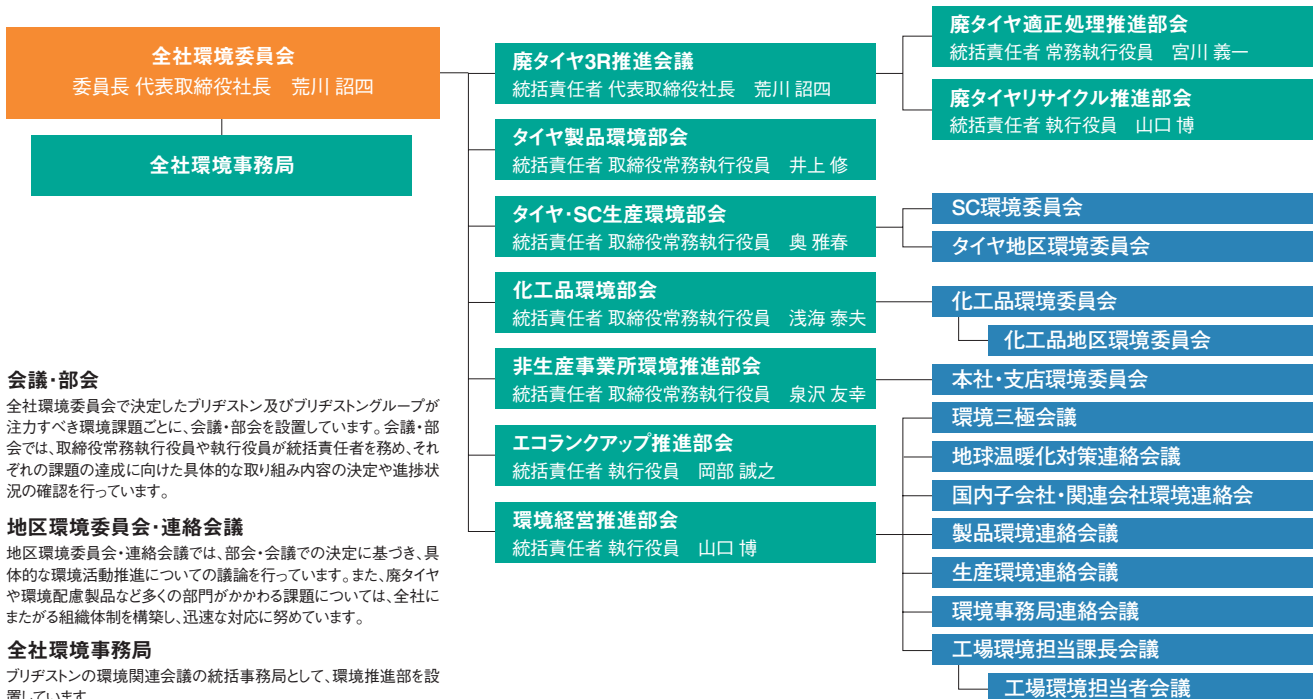 全社環境委員会
委員長 代表取締役社長　荒川 詔四
全社環境事務局
廃タイヤ3R推進会議
統括責任者 代表取締役社長　荒川 詔四
廃タイヤ適正処理推進部会
統括責任者 常務執行役員　宮川 義一
廃タイヤリサイクル推進部会
統括責任者 執行役員　山口 博
タイヤ製品環境部会
統括責任者 取締役常務執行役員　井上 修
タイヤ・SC生産環境部会
統括責任者 取締役常務執行役員　奥 雅春
SC環境委員会
タイヤ地区環境委員会
化工品環境部会
統括責任者 取締役常務執行役員　浅海 泰夫
化工品環境委員会
化工品地区環境委員会
非生産事業所環境推進部会
統括責任者 取締役常務執行役員　泉沢 友幸
本社・支店環境委員会
エコランクアップ推進部会
統括責任者 執行役員　岡部 誠之
環境経営推進部会
統括責任者 執行役員　山口 博
環境三極会議
地球温暖化対策連絡会議
国内子会社・関連会社環境連絡会
製品環境連絡会議
生産環境連絡会議
環境事務局連絡会議
工場環境担当課長会議
工場環境担当者会議
会議・部会
全社環境委員会で決定したブリヂストン及びブリヂストングループが
注力すべき環境課題ごとに、会議・部会を設置しています。会議・部
会では、取締役常務執行役員や執行役員が統括責任者を務め、それ
ぞれの課題の達成に向けた具体的な取り組み内容の決定や進捗状
況の確認を行っています。
地区環境委員会・連絡会議
地区環境委員会・連絡会議では、部会・会議での決定に基づき、具
体的な環境活動推進についての議論を行っています。また、廃タイヤ
や環境配慮製品など多くの部門がかかわる課題については、全社に
またがる組織体制を構築し、迅速な対応に努めています。
全社環境事務局
ブリヂストンの環境関連会議の統括事務局として、環境推進部を設
置しています。